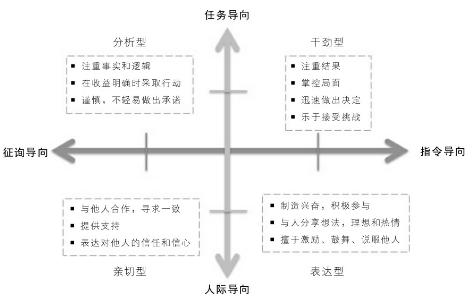 任务导向
分析型
干劲型
注重事实和逻辑
在收益明确时采取行动
谨慎，不轻易做出承诺
注重结果
掌控局面
迅速做出决定
乐于接受挑战
征询导向
指令导向
与他人合作，寻求一致
提供支持
表达对他人的信任和信心
制造兴奋，积极参与
与人分享想法，理想和热情
擅于激励、鼓舞、说服他人
亲切型
表达型
人际导向